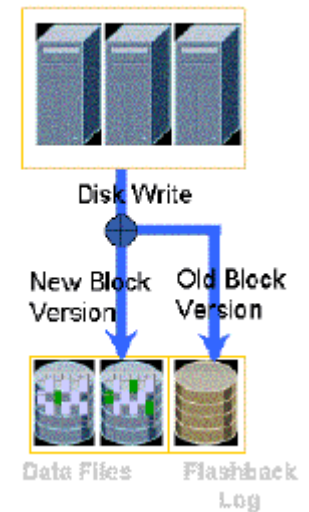 Disk Write
New Block
Version
Old Block
Version
Data Files
Flashback
Log